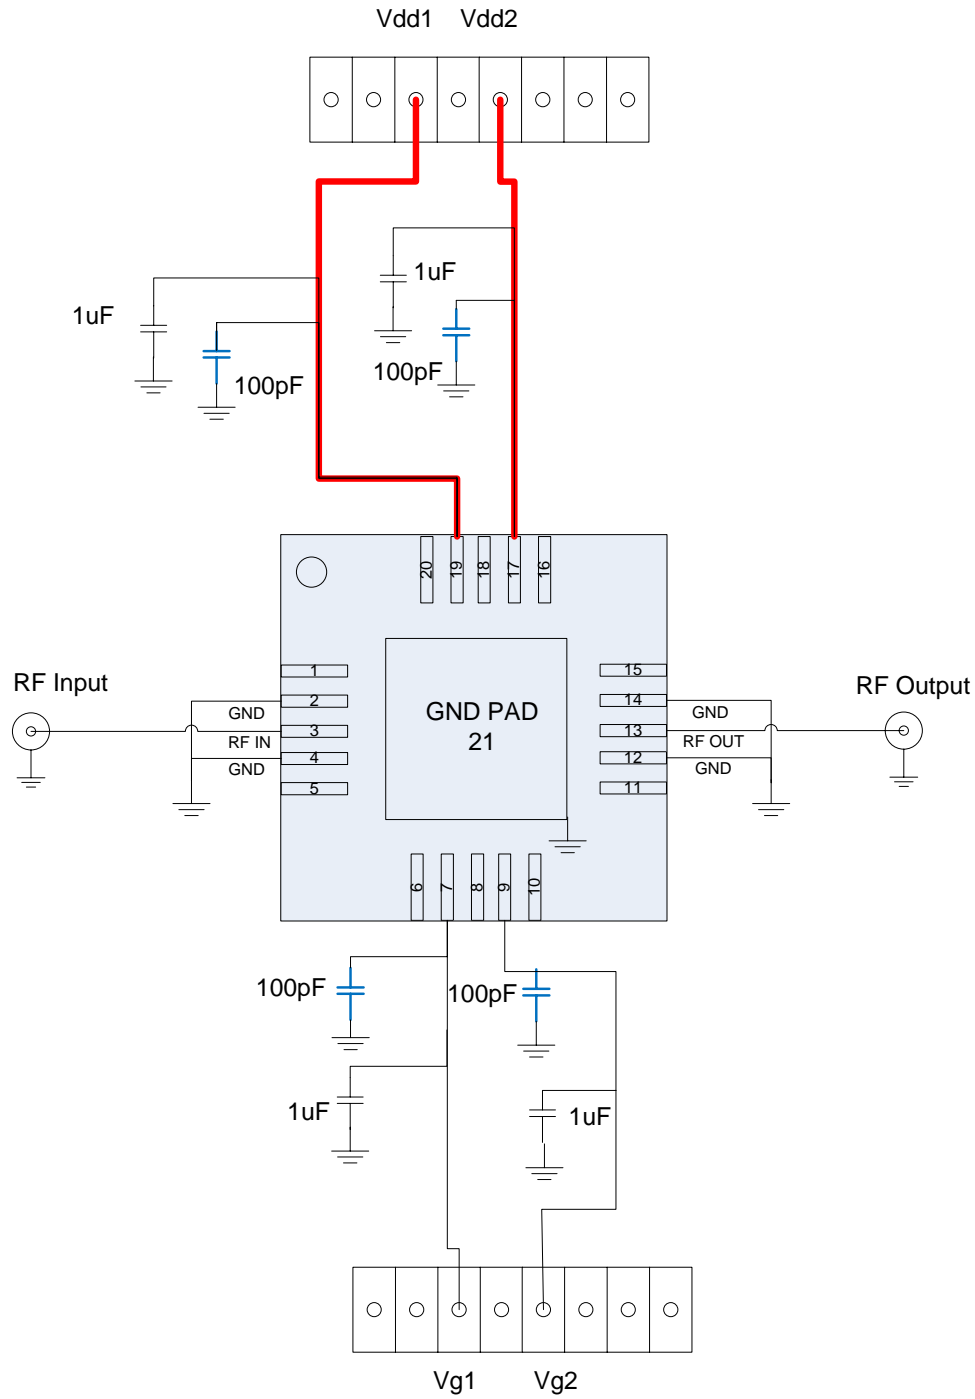 Vdd1 Vdd2
1uF
1uF
100pF
100pF
20 19 18 17 16
1
15
RF Input
2
GND
14
GND
RF Output
3
RF IN
GND PAD
21
13
RF OUT
4
GND
12
GND
5
11
6 7 8 9 10
100pF
100pF
1uF
1uF
Vg1 Vg2